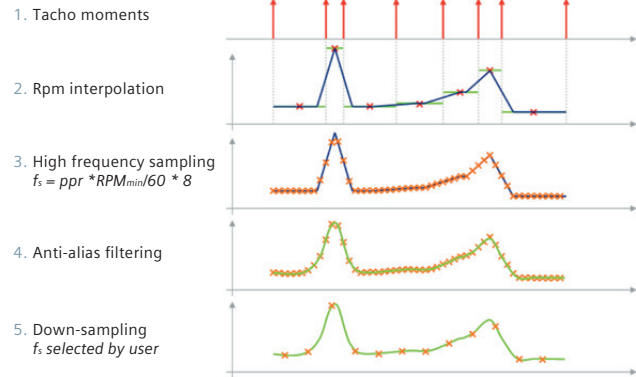 1. Tacho moments
2. Rpm interpolation
3. High frequency sampling
fs = ppr *RPMmin/60 * 8
4. Anti-alias filtering
5. Down-sampling
fs selected by user